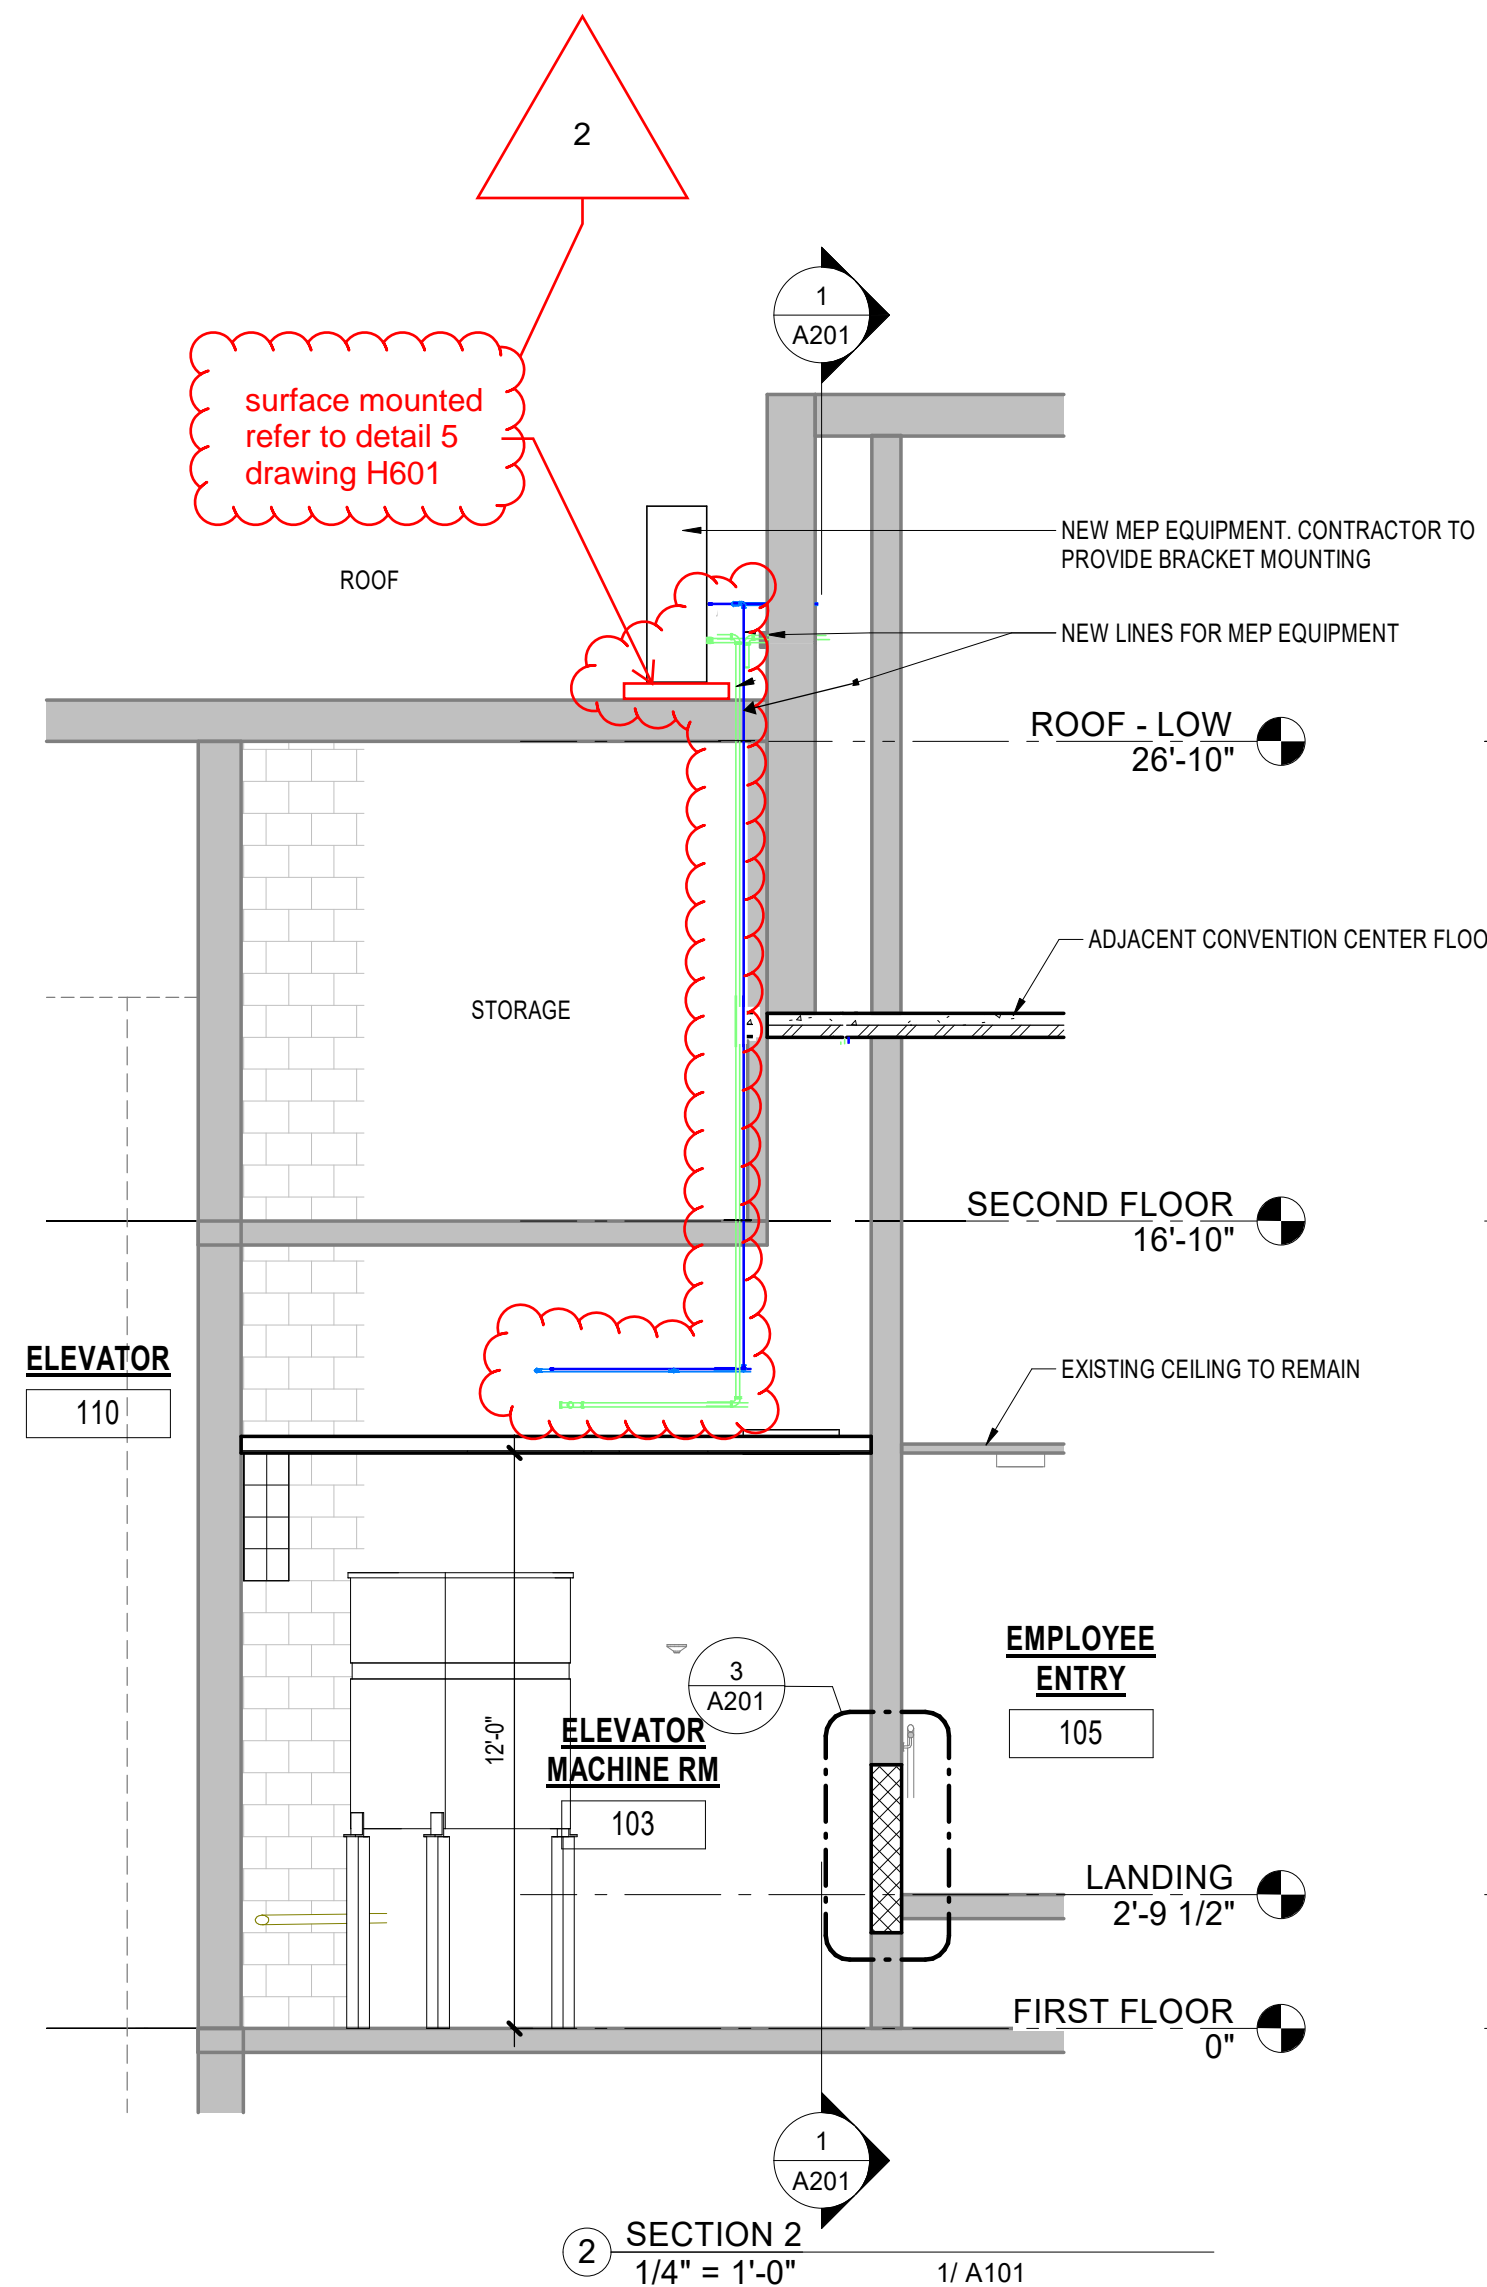 2
1
A201
surface mounted
refer to detail 5
drawing H601
NEW MEP EQUIPMENT. CONTRACTOR TO
PROVIDE BRACKET MOUNTING
ROOF
NEW LINES FOR MEP EQUIPMENT
ROOF - LOW
26'-10"
ADJACENT CONVENTION CENTER FLOO
STORAGE
SECOND FLOOR
16'-10"
ELEVATOR
110
EXISTING CEILING TO REMAIN
EMPLOYEE
ENTRY
105
3
A201
12'-0"
ELEVATOR
MACHINE RM
103
LANDING
2'-9 1/2"
FIRST FLOOR
0"
1
A201
2
SECTION 2
1/4" = 1'-0"
1/ A101